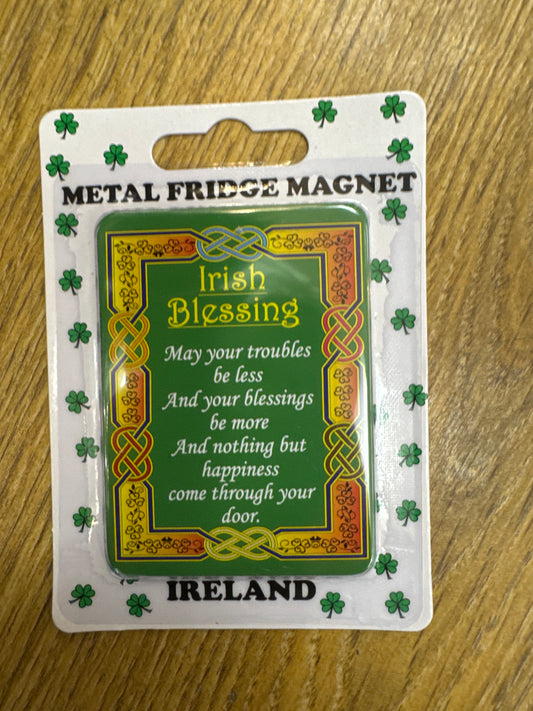 METAL FRIDGE MAGNET
Irish
Blessing
May your troubles
be less
And your blessings
be more
And nothing but
happiness
come through your
door.
IRELAND